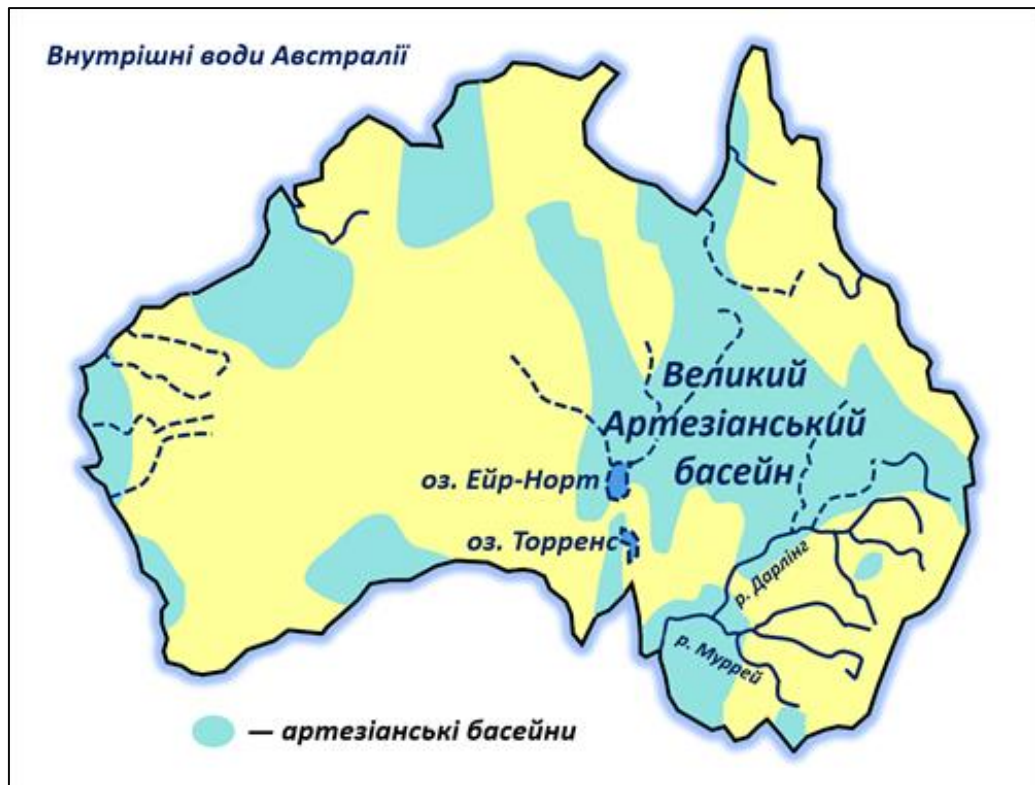 Внутрішні води Австралії
Великий
Артезіанський
басейн
оз. Ейр-Норт
оз. Торренс
р. Дарлінг
р. Муррей
— артезіанські басейни